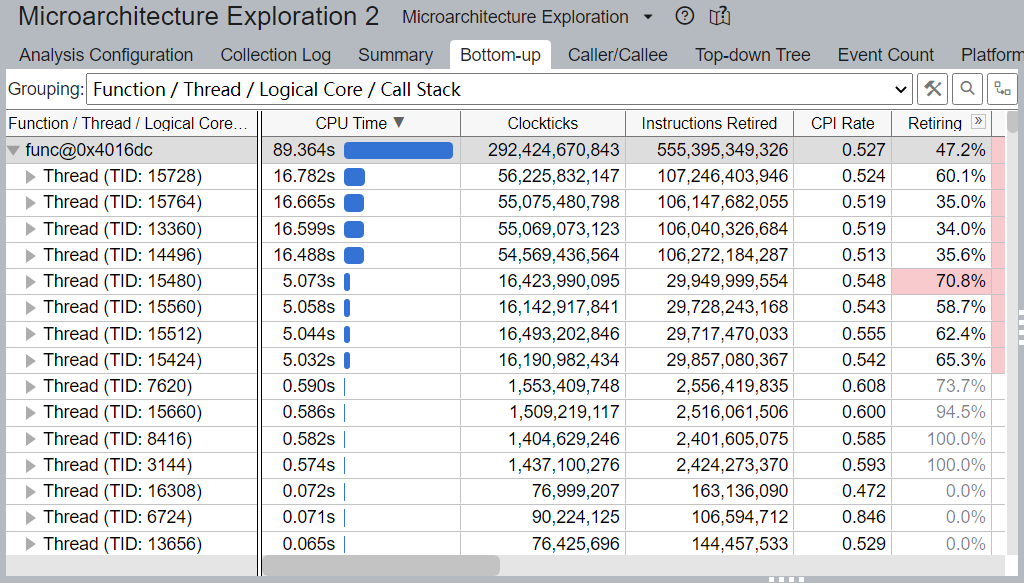 Microarchitecture Exploration 2 Microarchitecture Exploration
Analysis Configuration Collection Log Summary Bottom-up Caller/Callee Top-down Tree Event Count Platform
Grouping: Function / Thread / Logical Core / Call Stack
Function / Thread / Logical Core... CPU Time ▼ Clockticks Instructions Retired CPI Rate Retiring »
func@0x4016dc 89.364s 292,424,670,843 555,395,349,326 0.527 47.2%
Thread (TID: 15728) 16.782s 56,225,832,147 107,246,403,946 0.524 60.1%
Thread (TID: 15764) 16.665s 55,075,480,798 106,147,682,055 0.519 35.0%
Thread (TID: 13360) 16.599s 55,069,073,123 106,040,326,684 0.519 34.0%
Thread (TID: 14496) 16.488s 54,569,436,564 106,272,184,287 0.513 35.6%
Thread (TID: 15480) 5.073s 16,423,990,095 29,949,999,554 0.548 70.8%
Thread (TID: 15560) 5.058s 16,142,917,841 29,728,243,168 0.543 58.7%
Thread (TID: 15512) 5.044s 16,493,202,846 29,717,470,033 0.555 62.4%
Thread (TID: 15424) 5.032s 16,190,982,434 29,857,080,367 0.542 65.3%
Thread (TID: 7620) 0.590s 1,553,409,748 2,556,419,835 0.608 73.7%
Thread (TID: 15660) 0.586s 1,509,219,117 2,516,061,506 0.600 94.5%
Thread (TID: 8416) 0.582s 1,404,629,246 2,401,605,075 0.585 100.0%
Thread (TID: 3144) 0.574s 1,437,100,276 2,424,273,370 0.593 100.0%
Thread (TID: 16308) 0.072s 76,999,207 163,136,090 0.472 0.0%
Thread (TID: 6724) 0.071s 90,224,125 106,594,712 0.846 0.0%
Thread (TID: 13656) 0.065s 76,425,696 144,457,533 0.529 0.0%